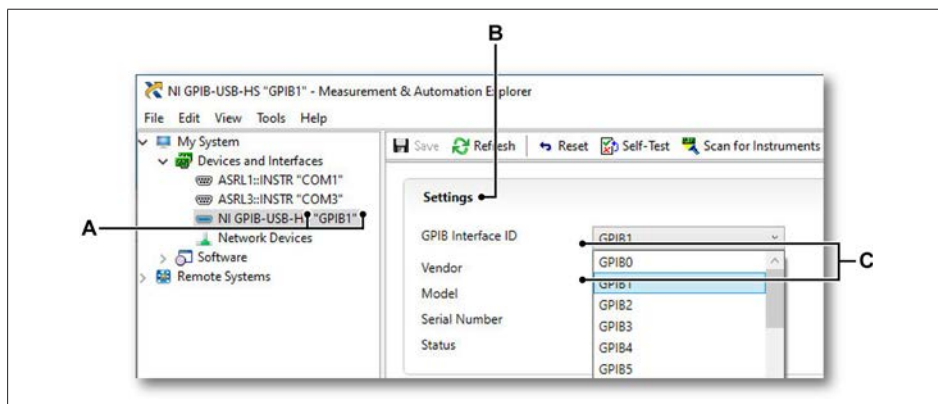 B
NI GPIB-USB-HS "GPIB1" - Measurement & Automation Explorer
File Edit View Tools Help
My System
Devices and Interfaces
ASRL1::INSTR "COM1"
ASRL3::INSTR "COM3"
NI GPIB-USB-HS "GPIB1"
Network Devices
Software
Remote Systems
A
Save Refresh Reset Self-Test Scan for Instruments
Settings
GPIB Interface ID GPIB1
GPIB0
Vendor
GPIB1
Model
GPIB2
Serial Number
GPIB3
Status
GPIB4
GPIB5
C